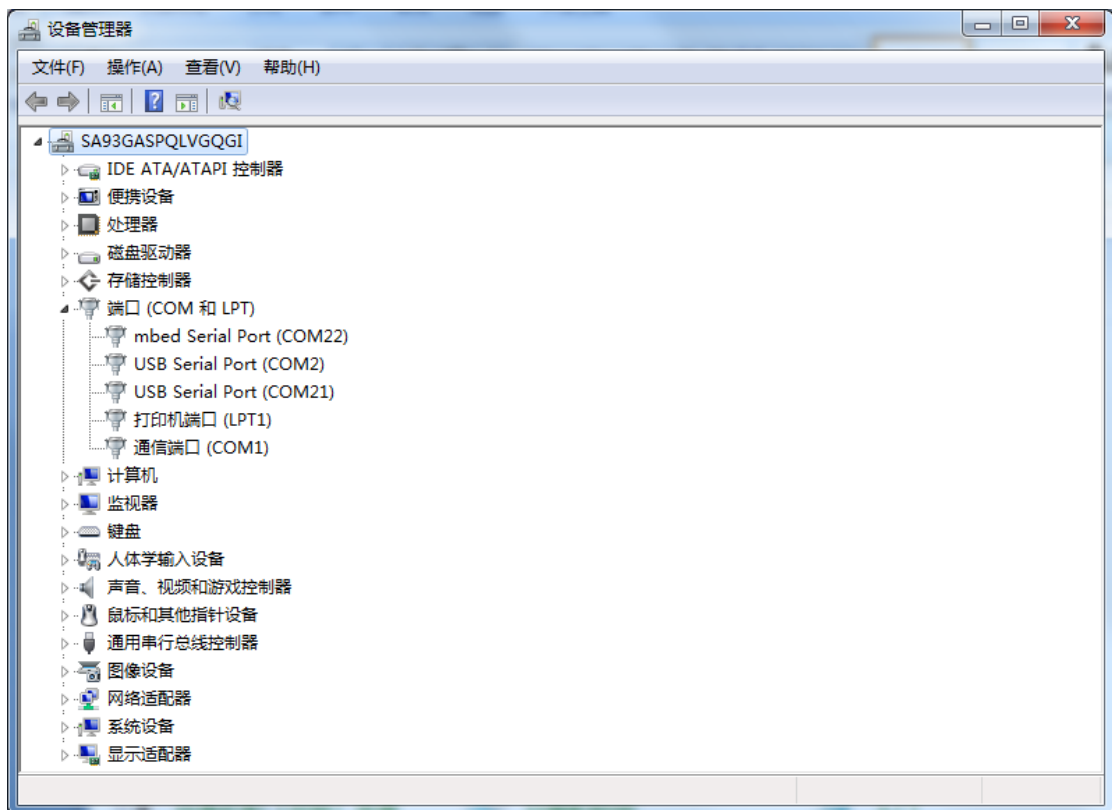 设备管理器
文件(F) 操作(A) 查看(V) 帮助(H)
SA93GASPQLVGQGI
IDE ATA/ATAPI 控制器
便携设备
处理器
磁盘驱动器
存储控制器
端口 (COM 和 LPT)
mbed Serial Port (COM22)
USB Serial Port (COM2)
USB Serial Port (COM21)
打印机端口 (LPT1)
通信端口 (COM1)
计算机
监视器
键盘
人体学输入设备
声音、视频和游戏控制器
鼠标和其他指针设备
通用串行总线控制器
图像设备
网络适配器
系统设备
显示适配器